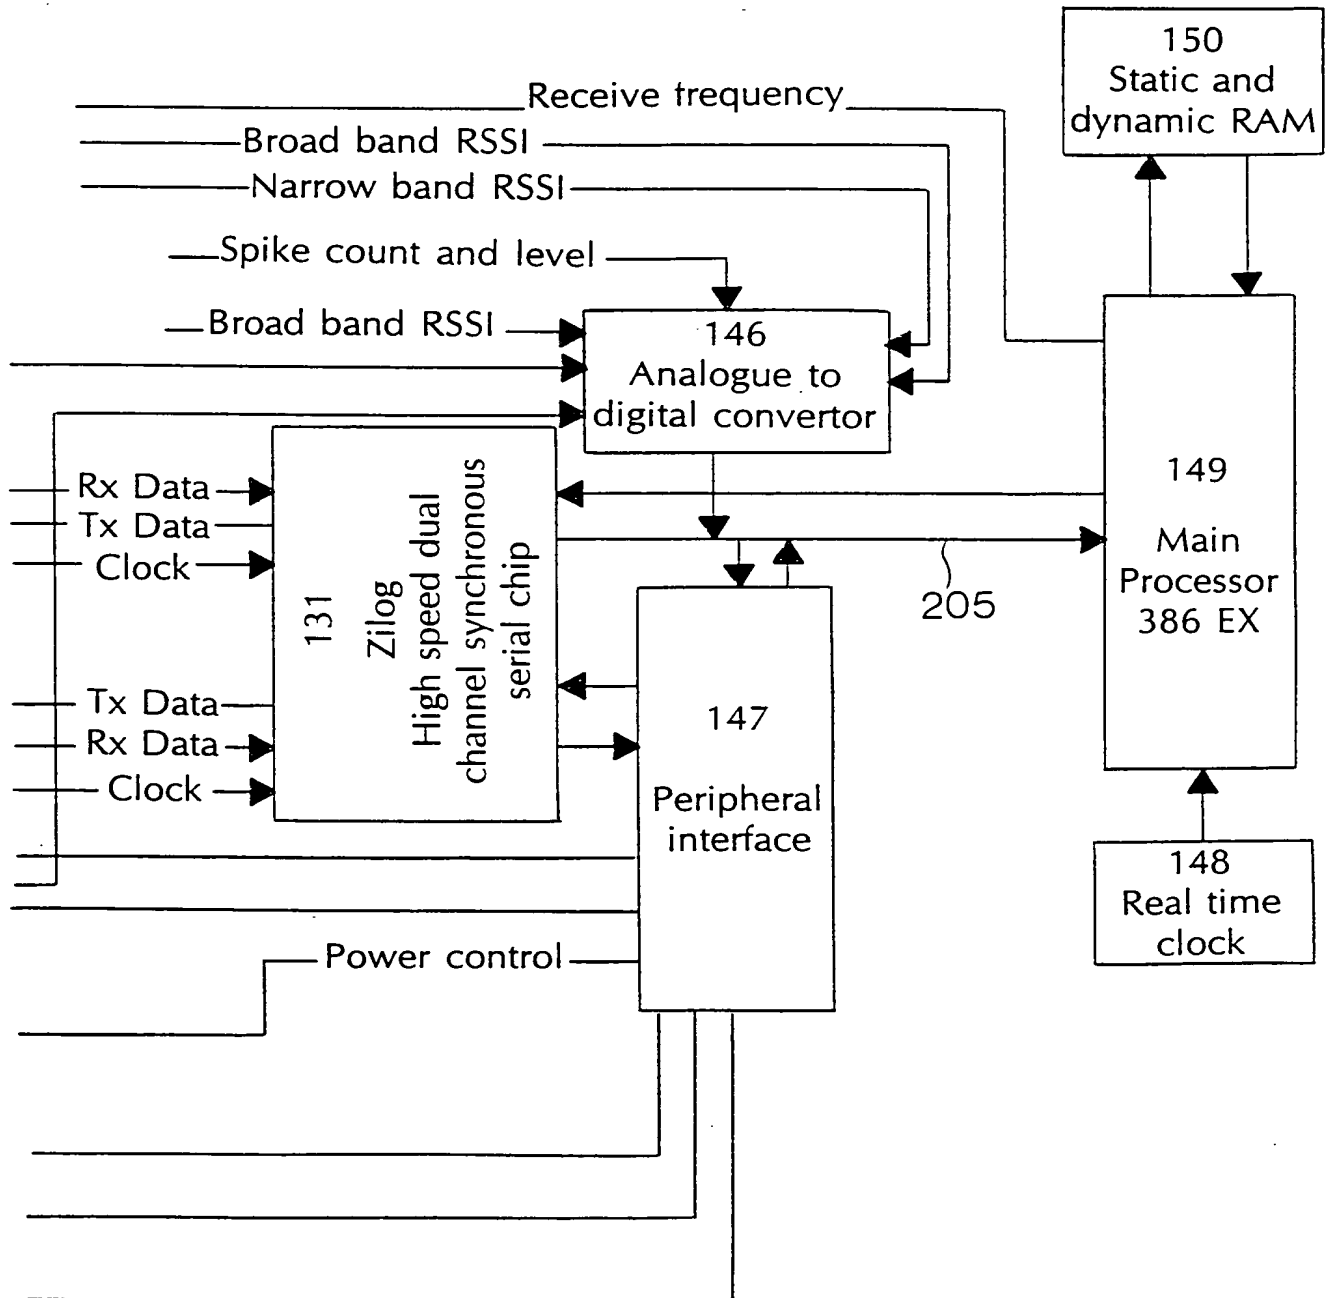 150
Static and
dynamic RAM
Receive frequency
Broad band RSSI
Narrow band RSSI
Spike count and level
Broad band RSSI
146
Analogue to
digital convertor
Rx Data
Tx Data
Clock
Tx Data
Rx Data
Clock
131
Zilog
High speed dual
channel synchronous
serial chip
205
149
Main
Processor
386 EX
147
Peripheral
interface
148
Real time
clock
Power control